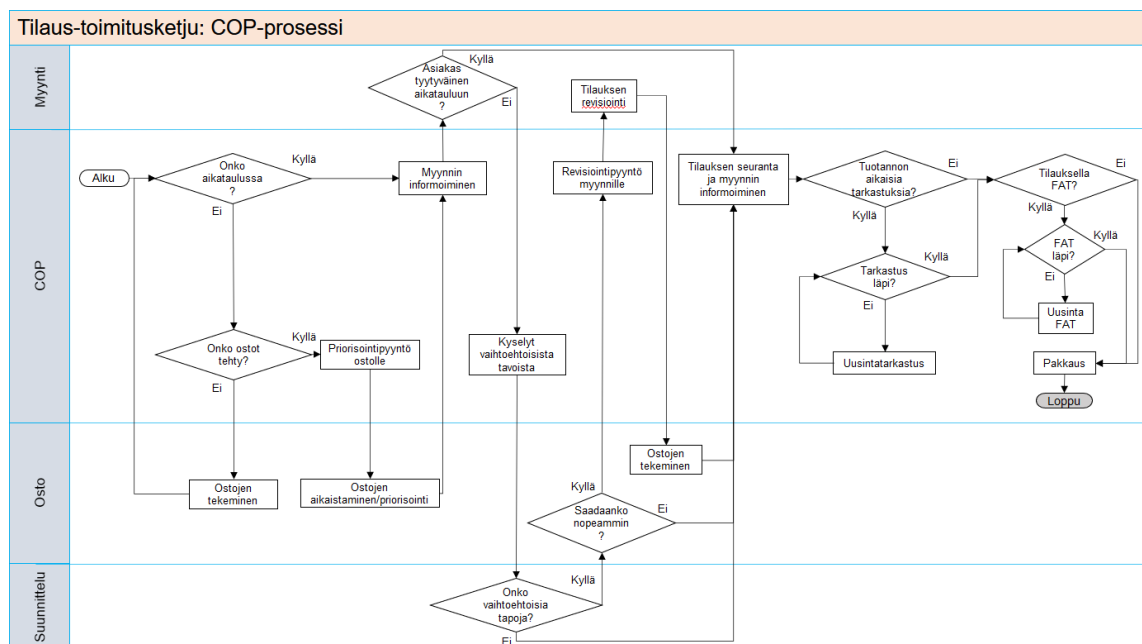 Tilaus-toimitusketju: COP-prosessi
Myynti
Asiakas
tyytyväinen
aikatauluun
?
Kyllä
Ei
Tilauksen
revisiointi
COP
Alku
Onko
aikataulussa
?
Kyllä
Ei
Myynnin
informoiminen
Revisiointipyyntö
myynnille
Tilauksen seuranta
ja myynnin
informoiminen
Tuotannon
aikaisia
tarkastuksia?
Ei
Kyllä
Tilauksella
FAT?
Ei
Kyllä
Tarkastus
läpi?
Kyllä
Ei
FAT
läpi?
Kyllä
Ei
Uusinta
FAT
Onko ostot
tehty?
Kyllä
Ei
Priorisointipyyntö
ostolle
Kyselyt
vaihtoehtoisista
tavoista
Uusintatarkastus
Pakkaus
Loppu
Osto
Ostojen
tekeminen
Ostojen
aikaistaminen/priorisointi
Ostojen
tekeminen
Kyllä
Saadaanko
nopeammin
?
Ei
Suunnittelu
Onko
vaihtoehtoisia
tapoja?
Kyllä
Ei